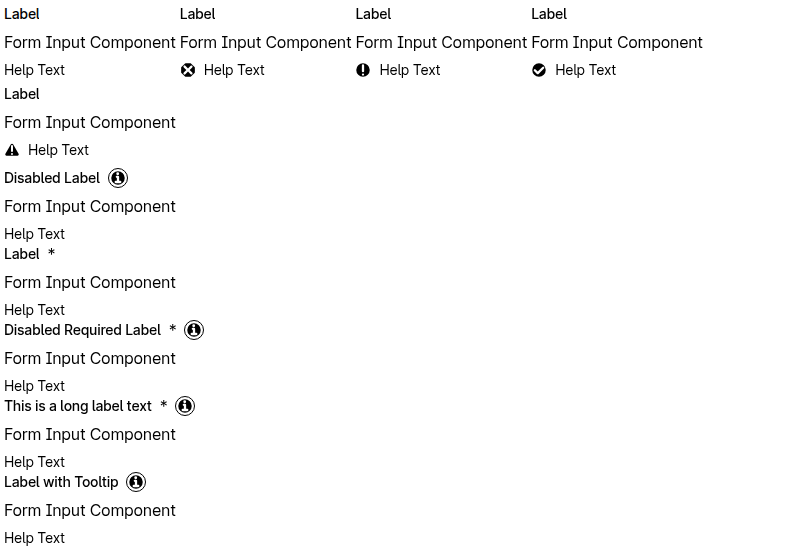 Label Label Label Label
Form Input Component Form Input Component Form Input Component Form Input Component
Help Text Help Text Help Text Help Text
Label
Form Input Component
Help Text
Disabled Label
Form Input Component
Help Text
Label *
Form Input Component
Help Text
Disabled Required Label *
Form Input Component
Help Text
This is a long label text *
Form Input Component
Help Text
Label with Tooltip
Form Input Component
Help Text